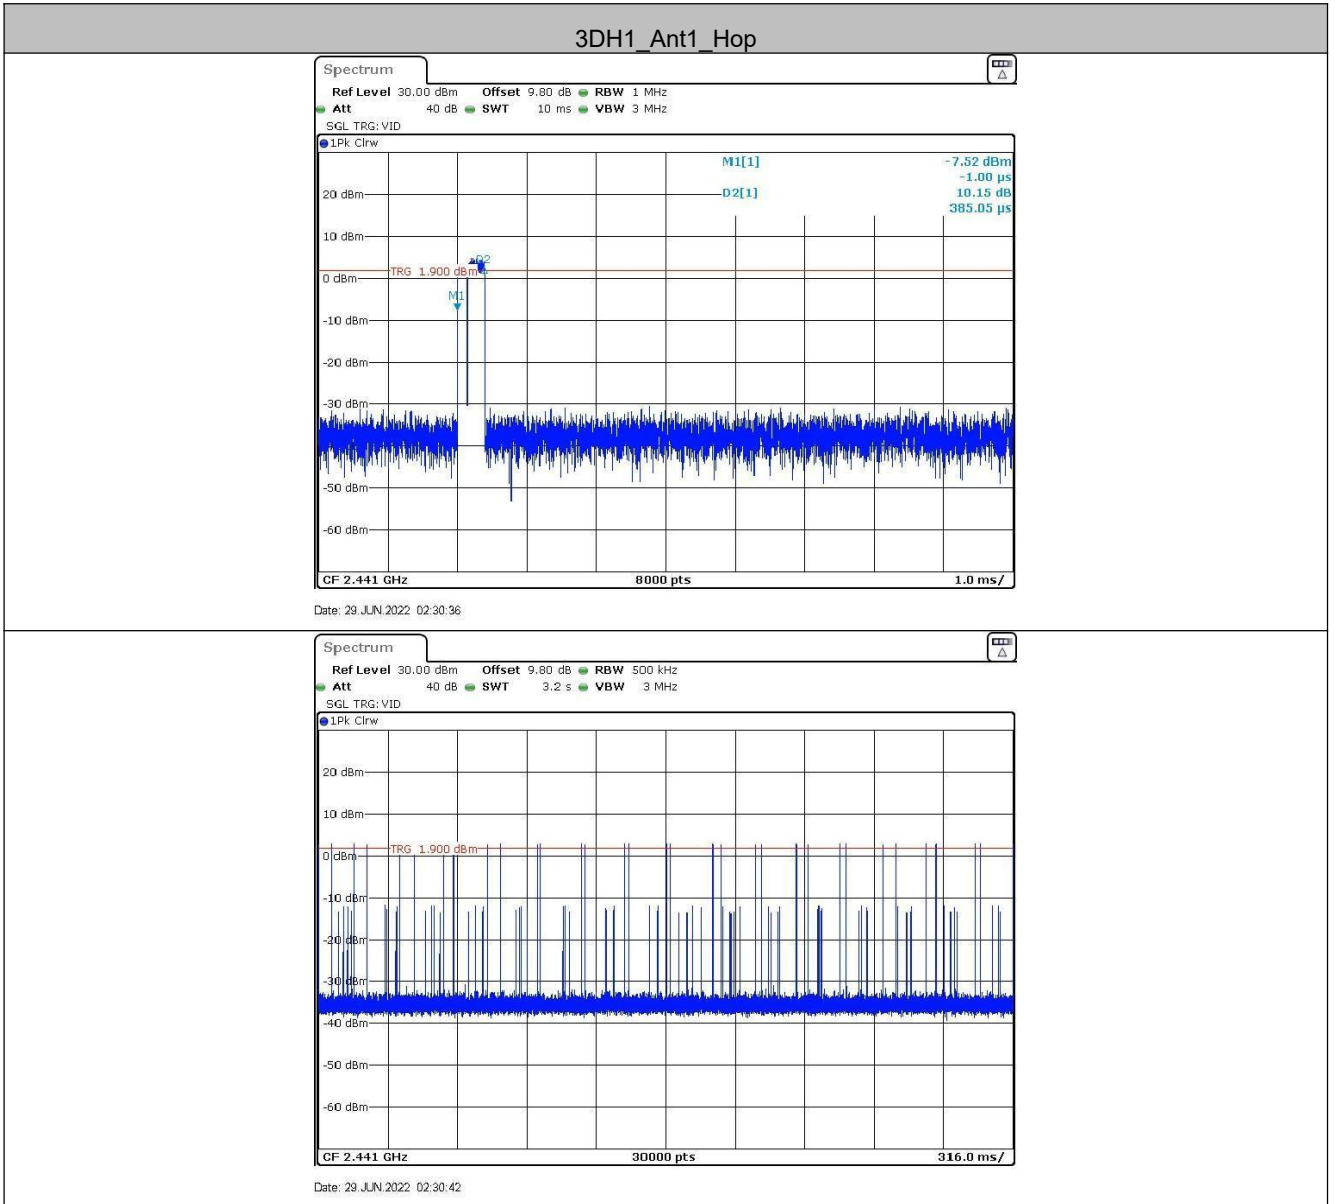 3DH1_Ant1_Hop
Spectrum
Ref Level 30.00 dBm Offset 9.80 dB RBW 1 MHz
Att 40 dB SWT 10 ms VBW 3 MHz
SGL TRG: VID
1Pk Clrw
M1[1] -7.52 dBm
-1.00 µs
20 dBm D2[1] 10.15 dB
385.05 µs
10 dBm
D2
TRG 1.900 dBm
0 dBm
M1
-10 dBm
-20 dBm
-30 dBm
-50 dBm
-60 dBm
CF 2.441 GHz 8000 pts 1.0 ms/
Date: 29.JUN.2022 02:30:36
Spectrum
Ref Level 30.00 dBm Offset 9.80 dB RBW 500 kHz
Att 40 dB SWT 3.2 s VBW 3 MHz
SGL TRG: VID
1Pk Clrw
20 dBm
10 dBm
TRG 1.900 dBm
0 dBm
-10 dBm
-20 dBm
-30 dBm
-40 dBm
-50 dBm
-60 dBm
CF 2.441 GHz 30000 pts 316.0 ms/
Date: 29.JUN.2022 02:30:42